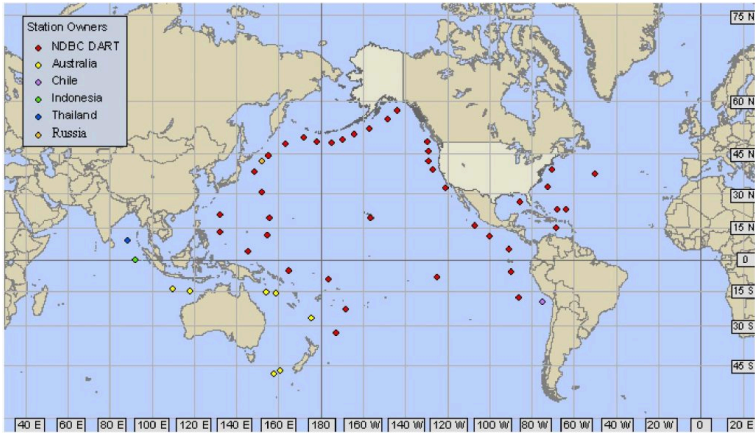 Station Owners
NDBC DART
Australia
Chile
Indonesia
Thailand
Russia
75 N
60 N
45 N
30 N
15 N
0
15 S
30 S
45 S
40 E 60 E 80 E 100 E 120 E 140 E 160 E 180 160 W 140 W 120 W 100 W 80 W 60 W 40 W 20 W 0 20 E